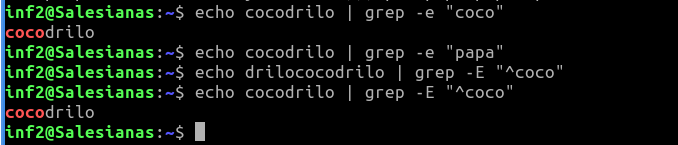 inf2@Salesianas:~$ echo cocodrilo | grep -e "coco"
cocodrilo
inf2@Salesianas:~$ echo cocodrilo | grep -e "papa"
inf2@Salesianas:~$ echo drilococodrilo | grep -E "^coco"
inf2@Salesianas:~$ echo cocodrilo | grep -E "^coco"
cocodrilo
inf2@Salesianas:~$